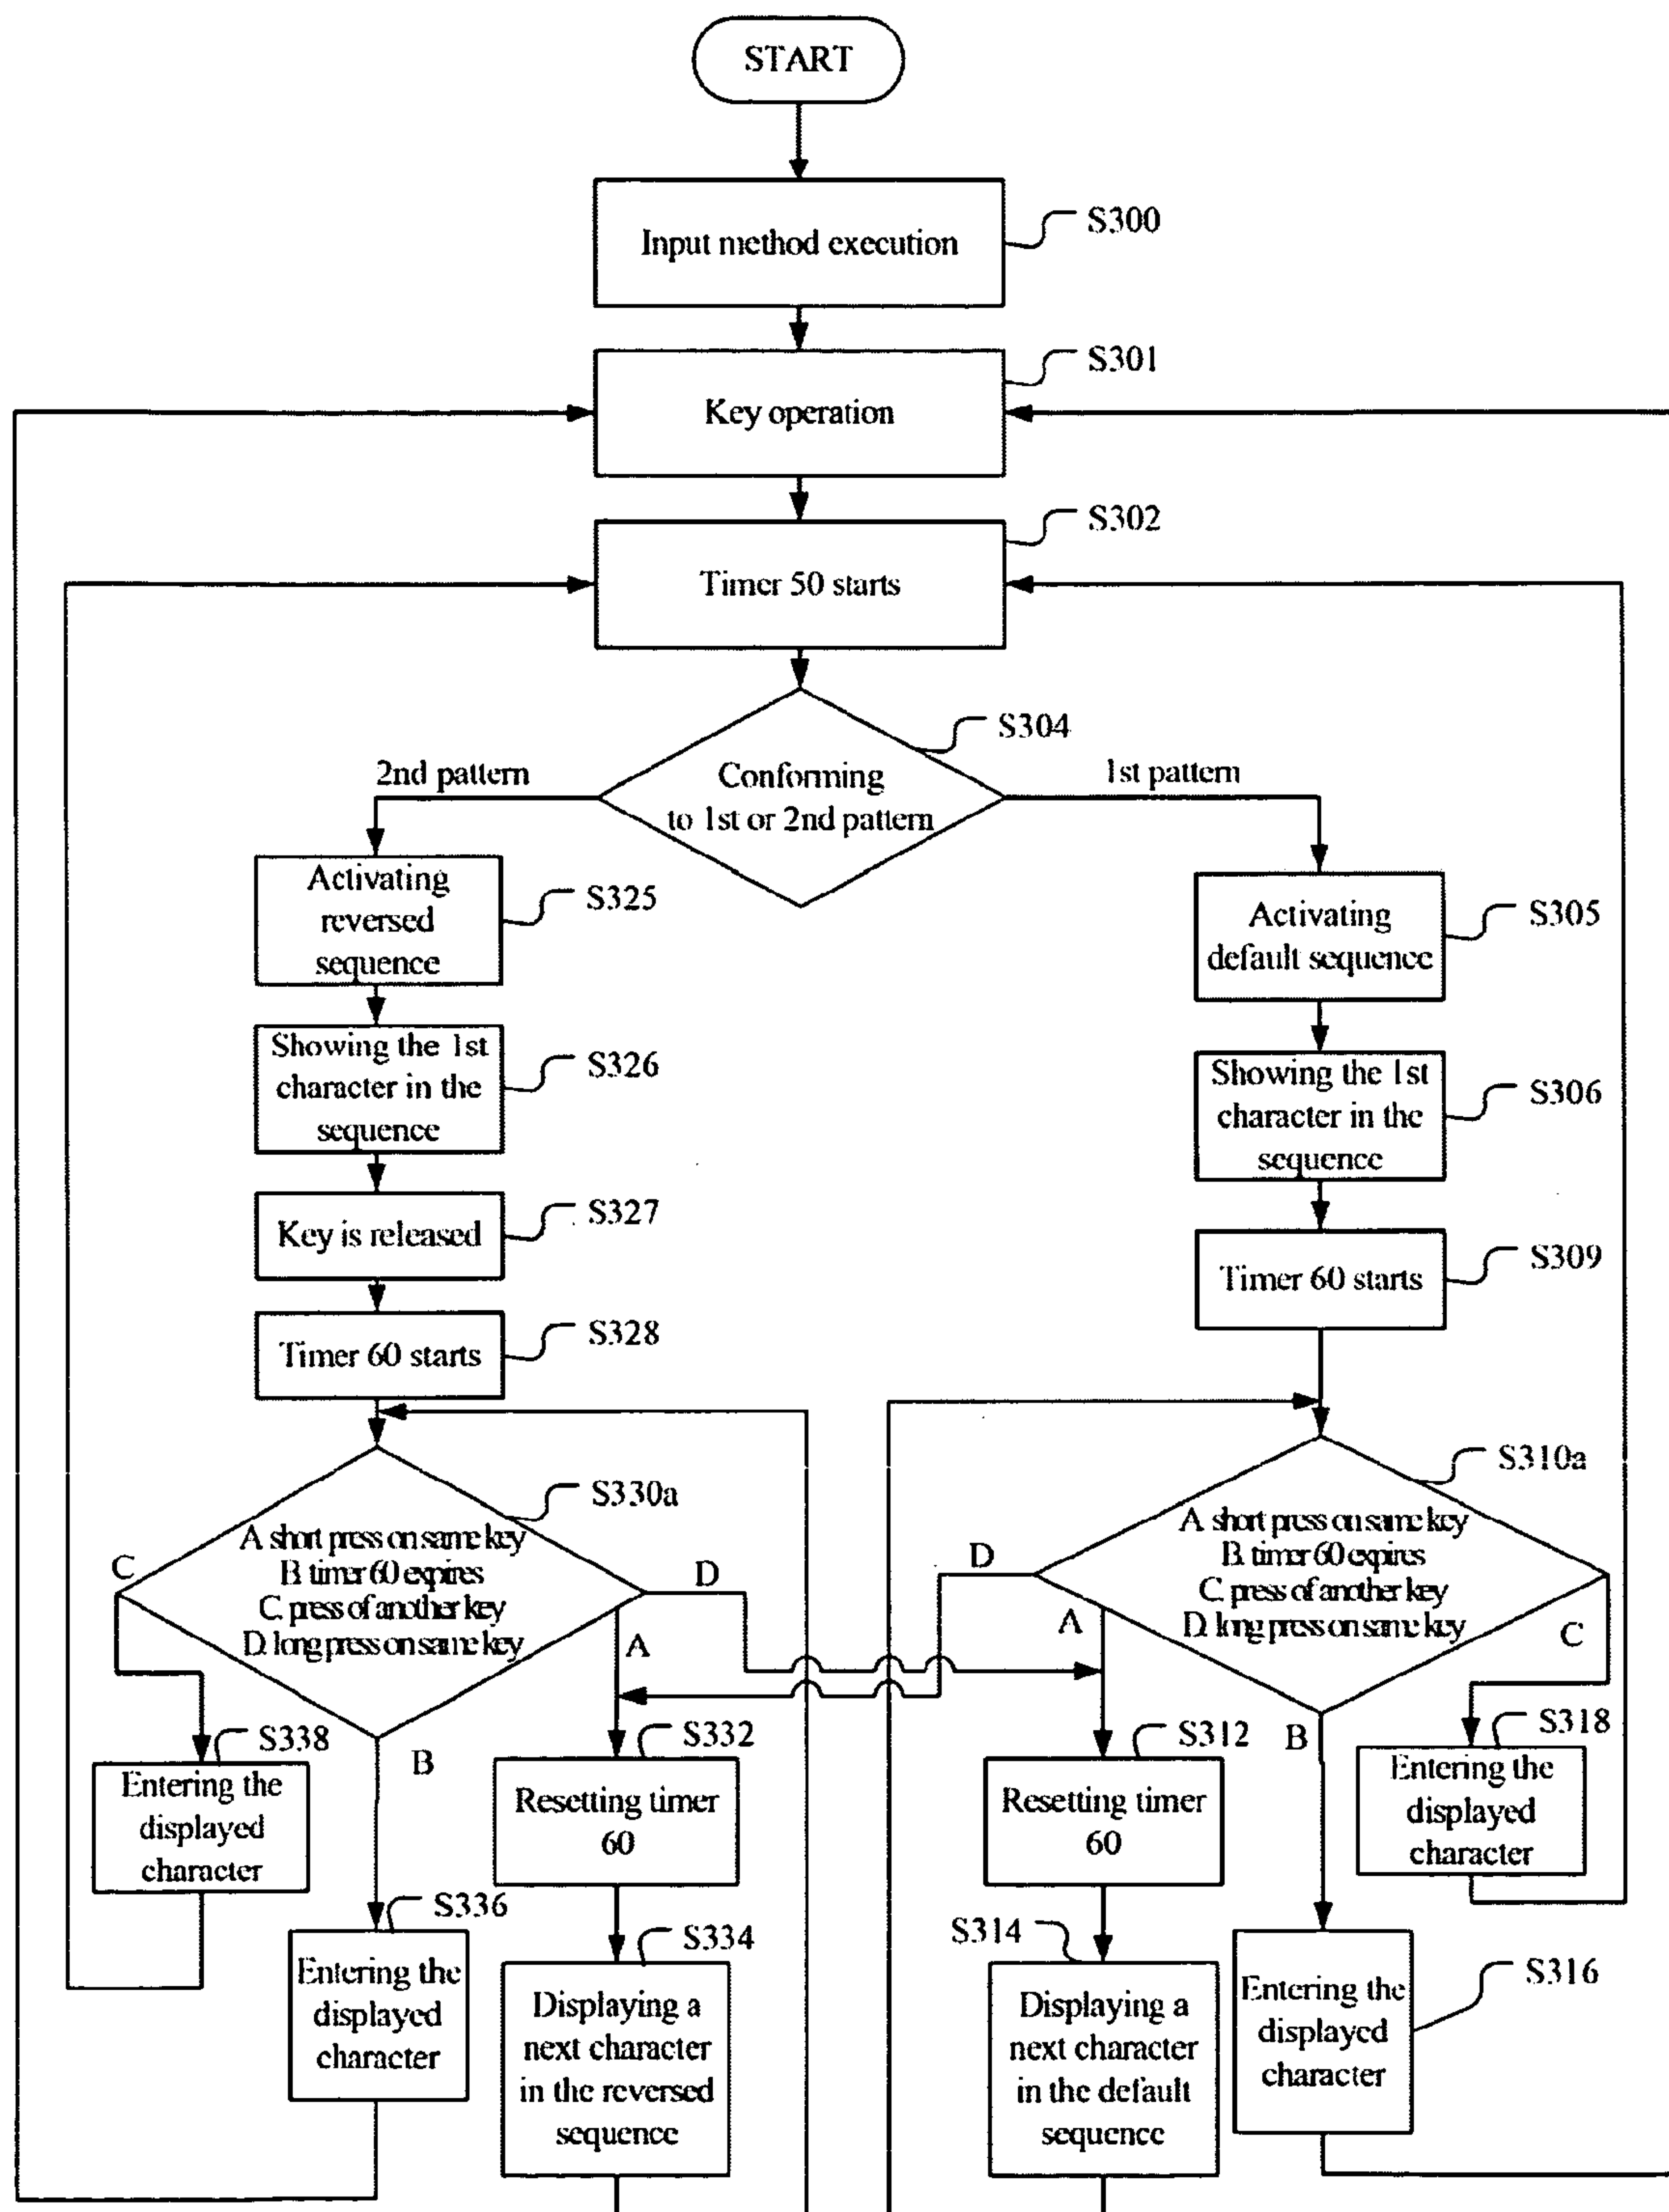 START
Input method execution
S300
Key operation
S301
Timer 50 starts
S302
Conforming
to 1st or 2nd pattern
S304
2nd pattern
1st pattern
Activating
reversed
sequence
S325
Showing the 1st
character in the
sequence
S326
Key is released
S327
Timer 60 starts
S328
Activating
default sequence
S305
Showing the 1st
character in the
sequence
S306
Timer 60 starts
S309
S330a
A. short press on same key
B. timer 60 expires
C. press of another key
D. long press on same key
C
D
A
B
S310a
A. short press on same key
B. timer 60 expires
C. press of another key
D. long press on same key
D
A
B
C
S338
Entering the
displayed
character
S336
Entering the
displayed
character
S332
Resetting timer
60
S334
Displaying a
next character
in the reversed
sequence
S312
Resetting timer
60
S314
Displaying a
next character
in the default
sequence
S318
Entering the
displayed
character
S316
Entering the
displayed
character